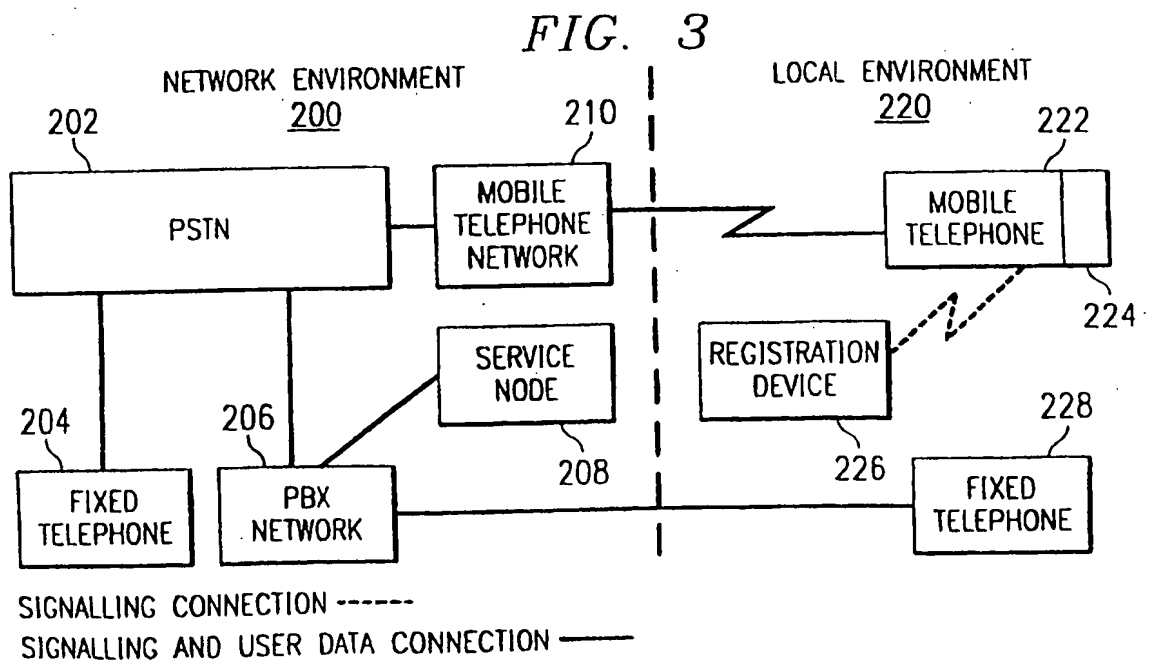 FIG. 3
NETWORK ENVIRONMENT
200
LOCAL ENVIRONMENT
220
202
210
222
PSTN
MOBILE
TELEPHONE
NETWORK
MOBILE
TELEPHONE
224
SERVICE
NODE
208
REGISTRATION
DEVICE
226
204
206
228
FIXED
TELEPHONE
PBX
NETWORK
FIXED
TELEPHONE
SIGNALLING CONNECTION
SIGNALLING AND USER DATA CONNECTION